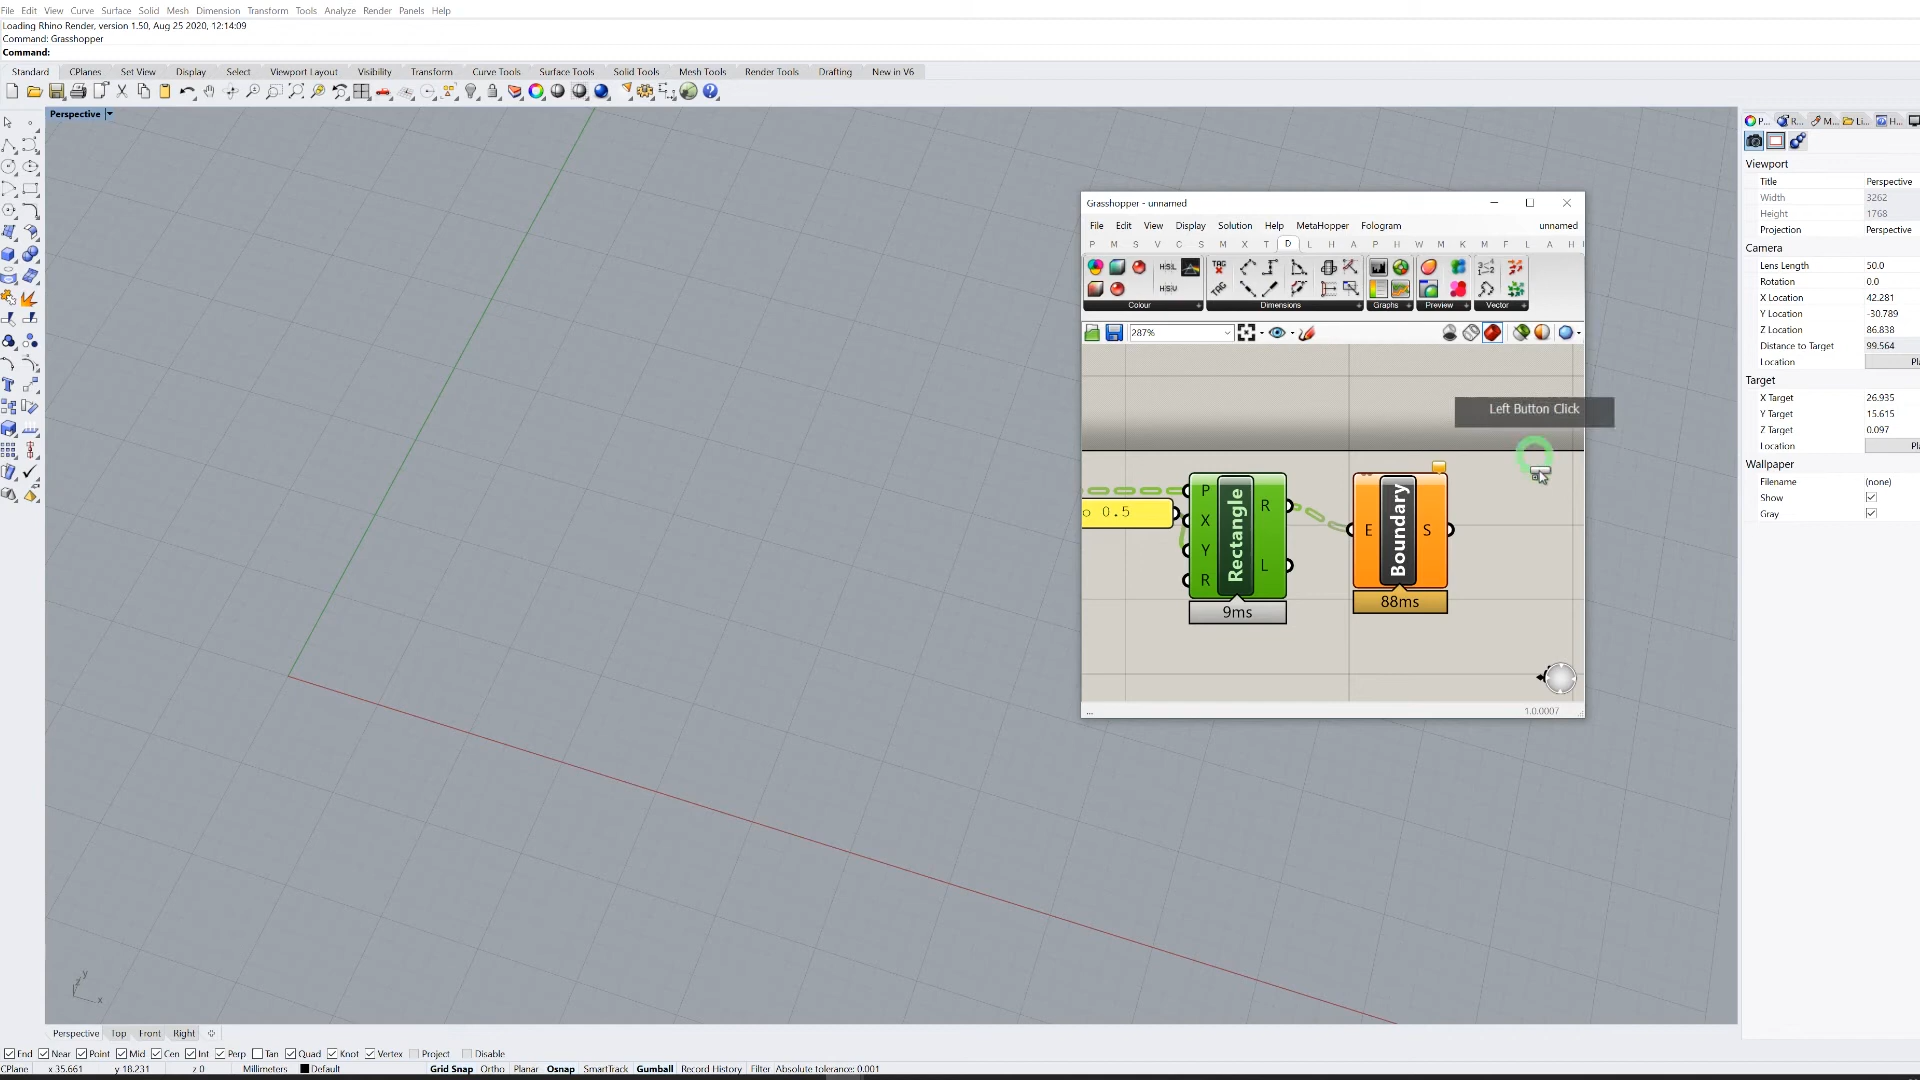 File Edit View Curve Surface Solid Mesh Dimension Transform Tools Analyze Render Panels Help
Loading Rhino Render, version 1.50, Aug 25 2020, 12:14:09
Command: Grasshopper
Command:
Standard CPlanes Set View Display Select Viewport Layout Visibility Transform Curve Tools Surface Tools Solid Tools Mesh Tools Render Tools Drafting New in V6
Perspective
P... R... M... Li... H...
Viewport
Title Perspective
Width 3262
Height 1768
Projection Perspective
Camera
Lens Length 50.0
Rotation 0.0
X Location 42.281
Y Location -30.789
Z Location 86.838
Distance to Target 99.564
Location Pl
Target
X Target 26.935
Y Target 15.615
Z Target 0.097
Location Pl
Wallpaper
Filename (none)
Show
Gray
Grasshopper - unnamed
File Edit View Display Solution Help MetaHopper Fologram unnamed
P M S V C S M X T D L H A P H W M K M F L A H
HSL TAG
HSV TAG
Colour Dimensions Graphs Preview Vector
287%
Left Button Click
o 0.5
P X Y R Rectangle R L
9ms
E Boundary S
88ms
... 1.0.0007
y
z
x
Perspective Top Front Right
End Near Point Mid Cen Int Perp Tan Quad Knot Vertex Project Disable
CPlane x 35.661 y 18.231 z 0 Millimeters Default Grid Snap Ortho Planar Osnap SmartTrack Gumball Record History Filter Absolute tolerance: 0.001